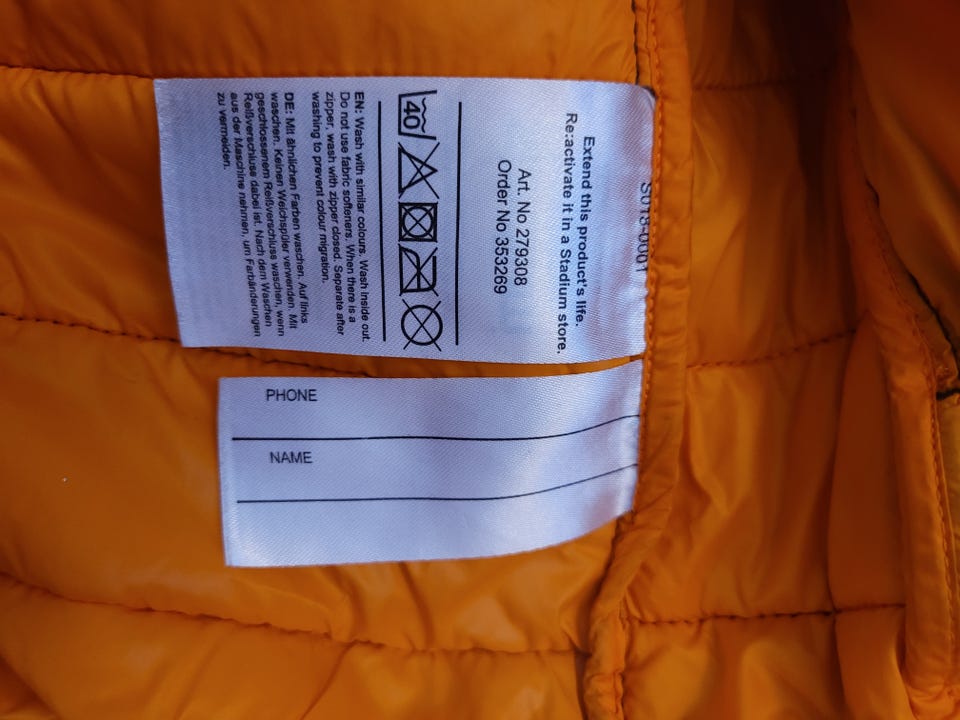 S018-0001
Extend this product's life.
Re:activate it in a Stadium store.
Art. No 279308
Order No 353269
40
EN: Wash with similar colours. Wash inside out.
Do not use fabric softeners. When there is a
zipper, wash with zipper closed. Separate after
washing to prevent colour migration.
DE: Mit ähnlichen Farben waschen. Auf links
waschen. Keinen Weichspüler verwenden. Mit
geschlossenem Reißverschluss waschen, wenn
Reißverschluss dabei ist. Nach dem Waschen
aus der Maschine nehmen, um Farbänderungen
zu vermeiden.
PHONE
NAME